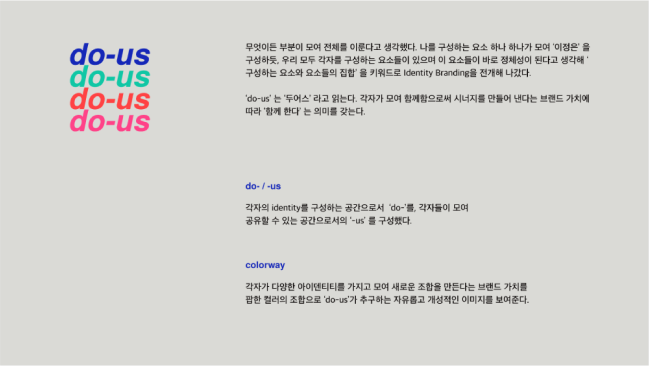 do-us
do-us
do-us
do-us
무엇이든 부분이 모여 전체를 이룬다고 생각했다. 나를 구성하는 요소 하나 하나가 모여 '이정은' 을
구성하듯, 우리 모두 각자를 구성하는 요소들이 있으며 이 요소들이 바로 정체성이 된다고 생각해 '
구성하는 요소와 요소들의 집합' 을 키워드로 Identity Branding을 전개해 나갔다.
'do-us' 는 '두어스' 라고 읽는다. 각자가 모여 함께함으로써 시너지를 만들어 낸다는 브랜드 가치에
따라 '함께 한다' 는 의미를 갖는다.
do- / -us
각자의 identity를 구성하는 공간으로서 'do-'를, 각자들이 모여
공유할 수 있는 공간으로서의 '-us' 를 구성했다.
colorway
각자가 다양한 아이덴티티를 가지고 모여 새로운 조합을 만든다는 브랜드 가치를
팝한 컬러의 조합으로 'do-us'가 추구하는 자유롭고 개성적인 이미지를 보여준다.